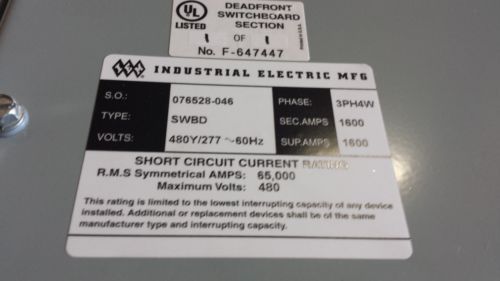 DEADFRONT
SWITCHBOARD
SECTION
UL
LISTED
1 OF 1
No. F-647447
INDUSTRIAL ELECTRIC MFG
S.O.: 076528-046
PHASE: 3PH4W
TYPE: SWBD
SEC.AMPS 1600
VOLTS: 480Y/277 ~60Hz
SUP.AMPS 1600
SHORT CIRCUIT CURRENT RATING
R.M.S Symmetrical AMPS: 65,000
Maximum Volts: 480
This rating is limited to the lowest interrupting capacity of any device
installed. Additional or replacement devices shall be of the same
manufacturer type and interrupting capacity.